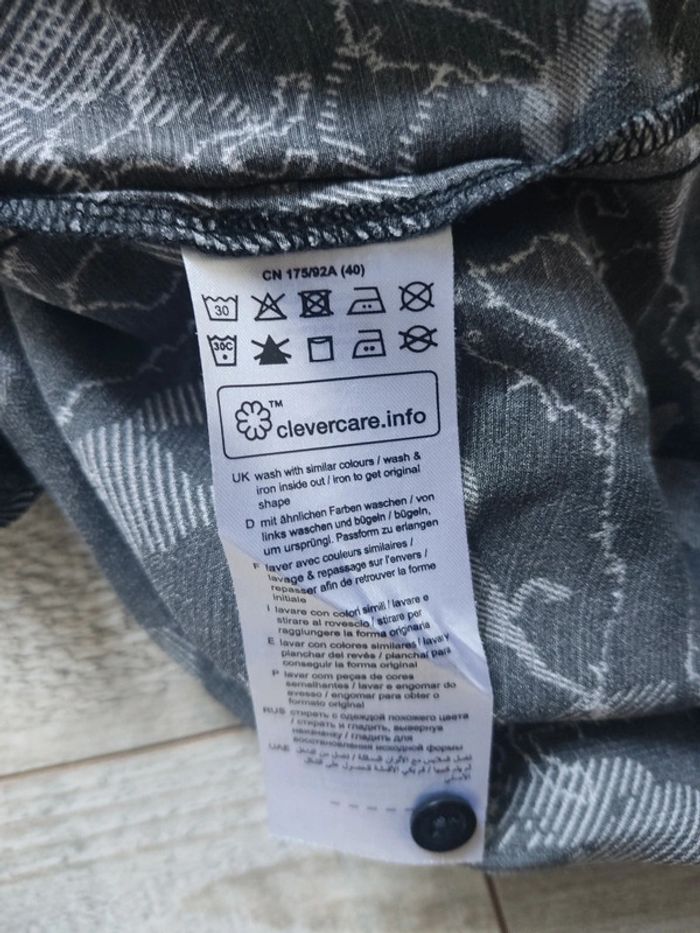 CN 175/92A (40)
30
30C
TM
clevercare.info
UK wash with similar colours / wash &
iron inside out / iron to get original
shape
D mit ähnlichen Farben waschen / von
links waschen und bügeln / bügeln,
um ursprüngl. Passform zu erlangen
F laver avec couleurs similaires /
lavage & repassage sur l'envers /
repasser afin de retrouver la forme
initiale
I lavare con colori simili / lavare e
stirare al rovescio / stirare per
raggiungere la forma originaria
E lavar con colores similares / lavar y
planchar del revés / planchar para
conseguir la forma original
P lavar com peças de cores
semelhantes / lavar e engomar do
avesso / engomar para obter o
formato original
RUS стирать с одеждой похожего цвета
/ стирать и гладить, вывернув
наизнанку / гладить для
восстановления исходной формы
UAE